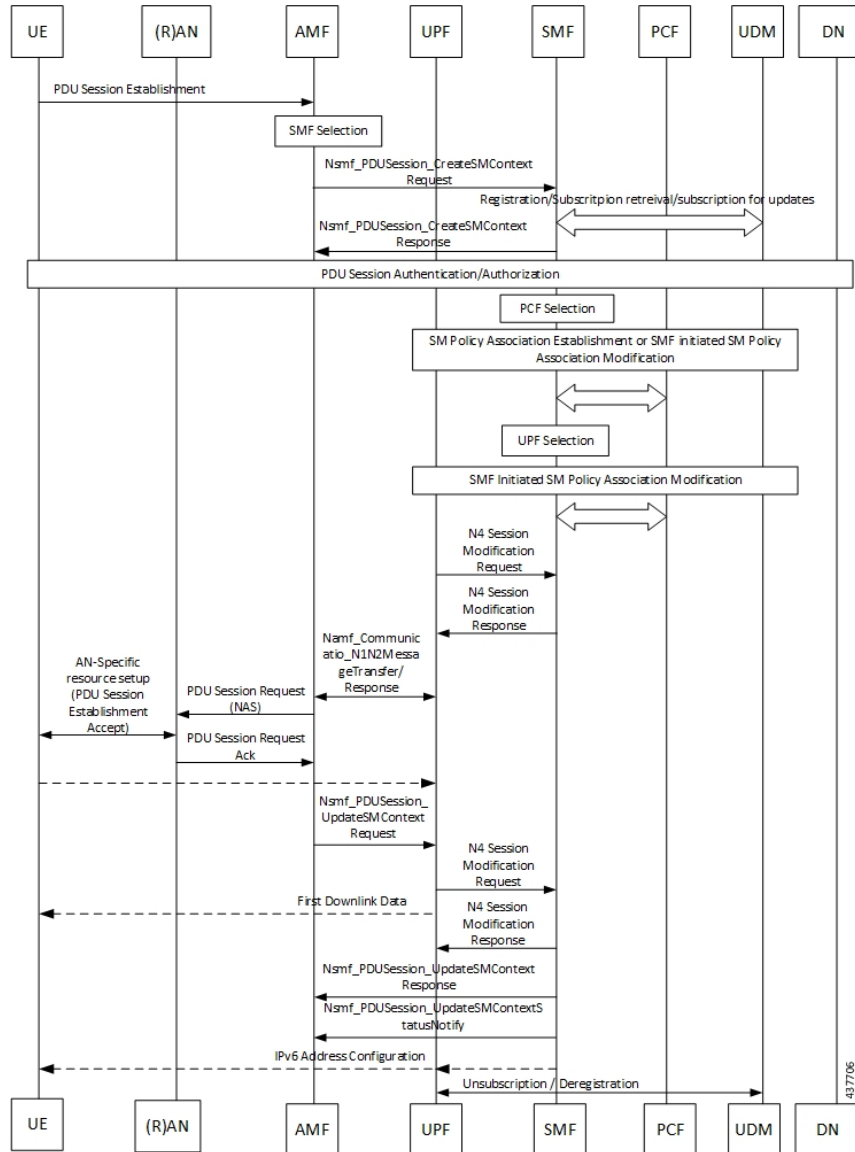 UE
(R)AN
AMF
UPF
SMF
PCF
UDM
DN
PDU Session Establishment
SMF Selection
Nsmf_PDUSession_CreateSMContext
Request
Registration/Subscritpion retreival/subscription for updates
Nsmf_PDUSession_CreateSMContext
Response
PDU Session Authentication/Authorization
PCF Selection
SM Policy Association Establishment or SMF initiated SM Policy
Association Modification
UPF Selection
SMF Initiated SM Policy Association Modification
N4 Session
Modification
Request
N4 Session
Modification
Response
Namf_Communic
atio_N1N2Messa
geTransfer/
Response
AN-Specific
resource setup
(PDU Session
Establishment
Accept)
PDU Session Request
(NAS)
PDU Session Request
Ack
Nsmf_PDUSession_
UpdateSMContext
Request
N4 Session
Modification
Request
First Downlink Data
N4 Session
Modification
Response
Nsmf_PDUSession_UpdateSMContext
Response
Nsmf_PDUSession_UpdateSMContextS
tatusNotify
IPv6 Address Configuration
Unsubscription / Deregistration
437706
UE
(R)AN
AMF
UPF
SMF
PCF
UDM
DN